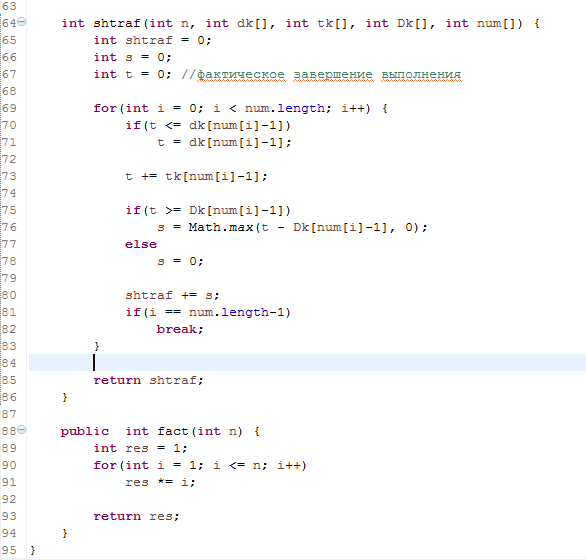 63
64 int shtraf(int n, int dk[], int tk[], int Dk[], int num[]) {
65 int shtraf = 0;
66 int s = 0;
67 int t = 0; //фактическое завершение выполнения
68
69 for(int i = 0; i < num.length; i++) {
70 if(t <= dk[num[i]-1])
71 t = dk[num[i]-1];
72
73 t += tk[num[i]-1];
74
75 if(t >= Dk[num[i]-1])
76 s = Math.max(t - Dk[num[i]-1], 0);
77 else
78 s = 0;
79
80 shtraf += s;
81 if(i == num.length-1)
82 break;
83 }
84
85 return shtraf;
86 }
87
88 public  int fact(int n) {
89 int res = 1;
90 for(int i = 1; i <= n; i++)
91 res *= i;
92
93 return res;
94 }
95 }